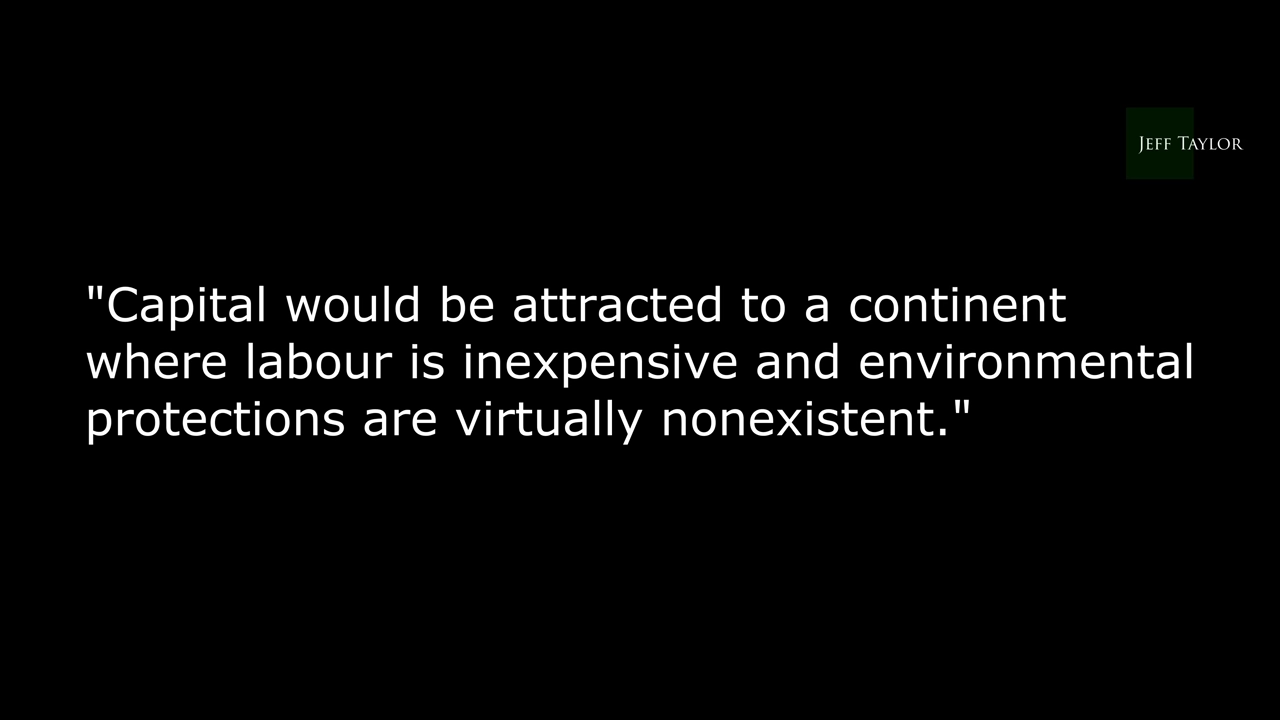 JEFF TAYLOR
"Capital would be attracted to a continent
where labour is inexpensive and environmental
protections are virtually nonexistent."